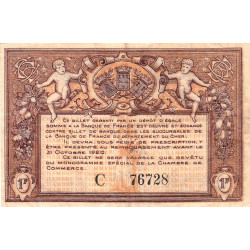 CE BILLET GARANTI PAR UN DÉPÔT D'ÉGALE
SOMME A LA BANQUE DE FRANCE EST ÉMIS ET ÉCHANGÉ
CONTRE BILLET DE BANQUE DANS LES SUCCURSALES
DE LA BANQUE DE FRANCE DU DÉPARTEMENT DU CHER.
IL DEVRA, SOUS PEINE DE PRESCRIPTION,
ÊTRE PRÉSENTÉ AU REMBOURSEMENT AVANT LE
31 OCTOBRE 1920.
CE BILLET NE SERA VALABLE QUE REVÊTU
DU MONOGRAMME SPÉCIAL DE LA CHAMBRE DE
COMMERCE.
1F C 76728 1F